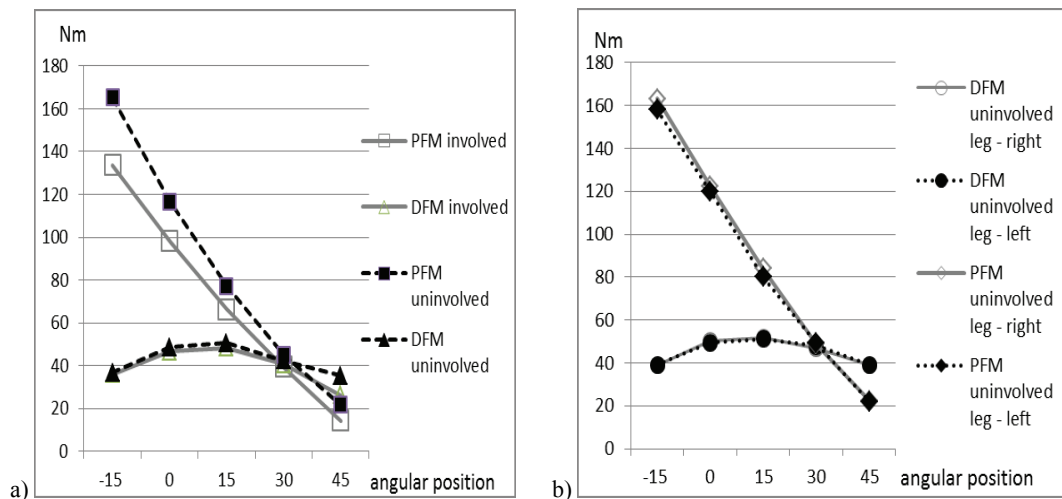 Nm
180
160
140
120
100
80
60
40
20
0
-15 0 15 30 45 angular position
PFM involved
DFM involved
PFM
uninvolved
DFM
uninvolved
a)
Nm
180
160
140
120
100
80
60
40
20
0
-15 0 15 30 45 angular position
DFM
uninvolved
leg - right
DFM
uninvolved
leg - left
PFM
uninvolved
leg - right
PFM
uninvolved
leg - left
b)